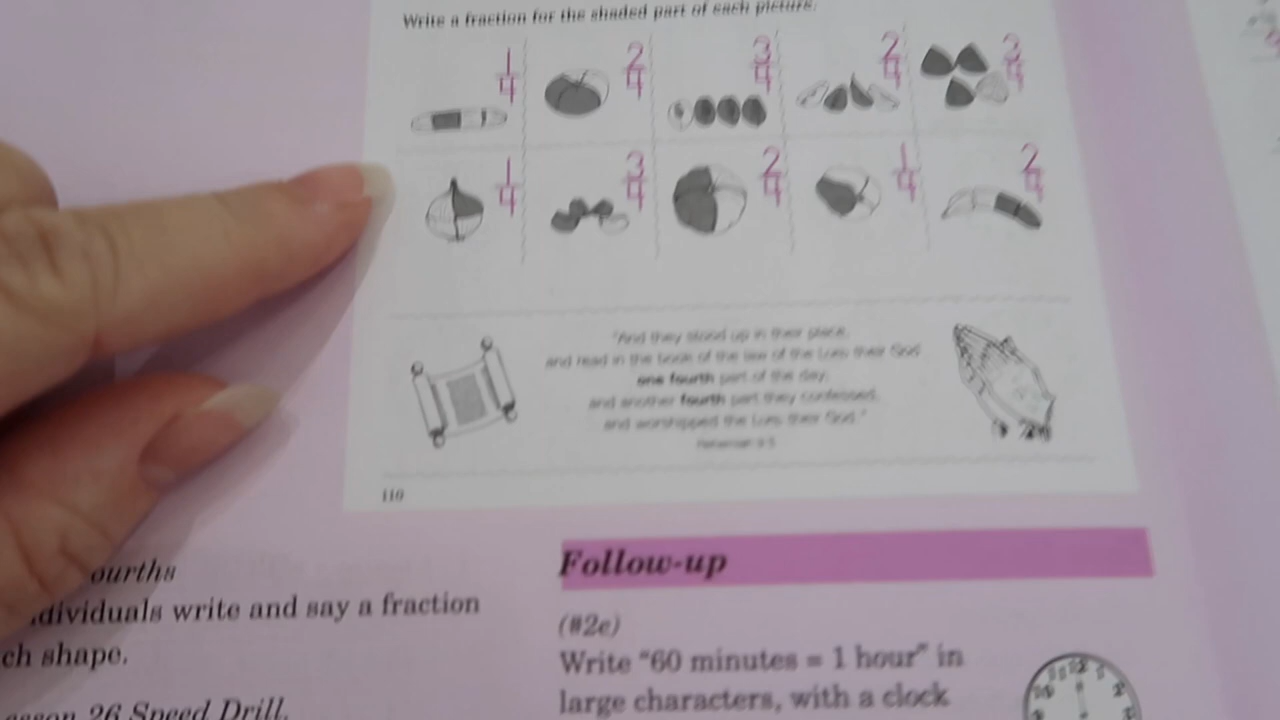 Write a fraction for the shaded part of each picture.
1/4 2/4 3/4 2/4 3/4
1/4 3/4 2/4 1/4 2/4
"And they stood up in their place,
and read in the book of the law of the LORD their God
one fourth part of the day;
and another fourth part they confessed,
and worshipped the LORD their God."
Nehemiah 9:3
110
ourths
dividuals write and say a fraction
ch shape.
26 Speed Drill.
Follow-up
(#2e)
Write "60 minutes = 1 hour" in
large characters, with a clock